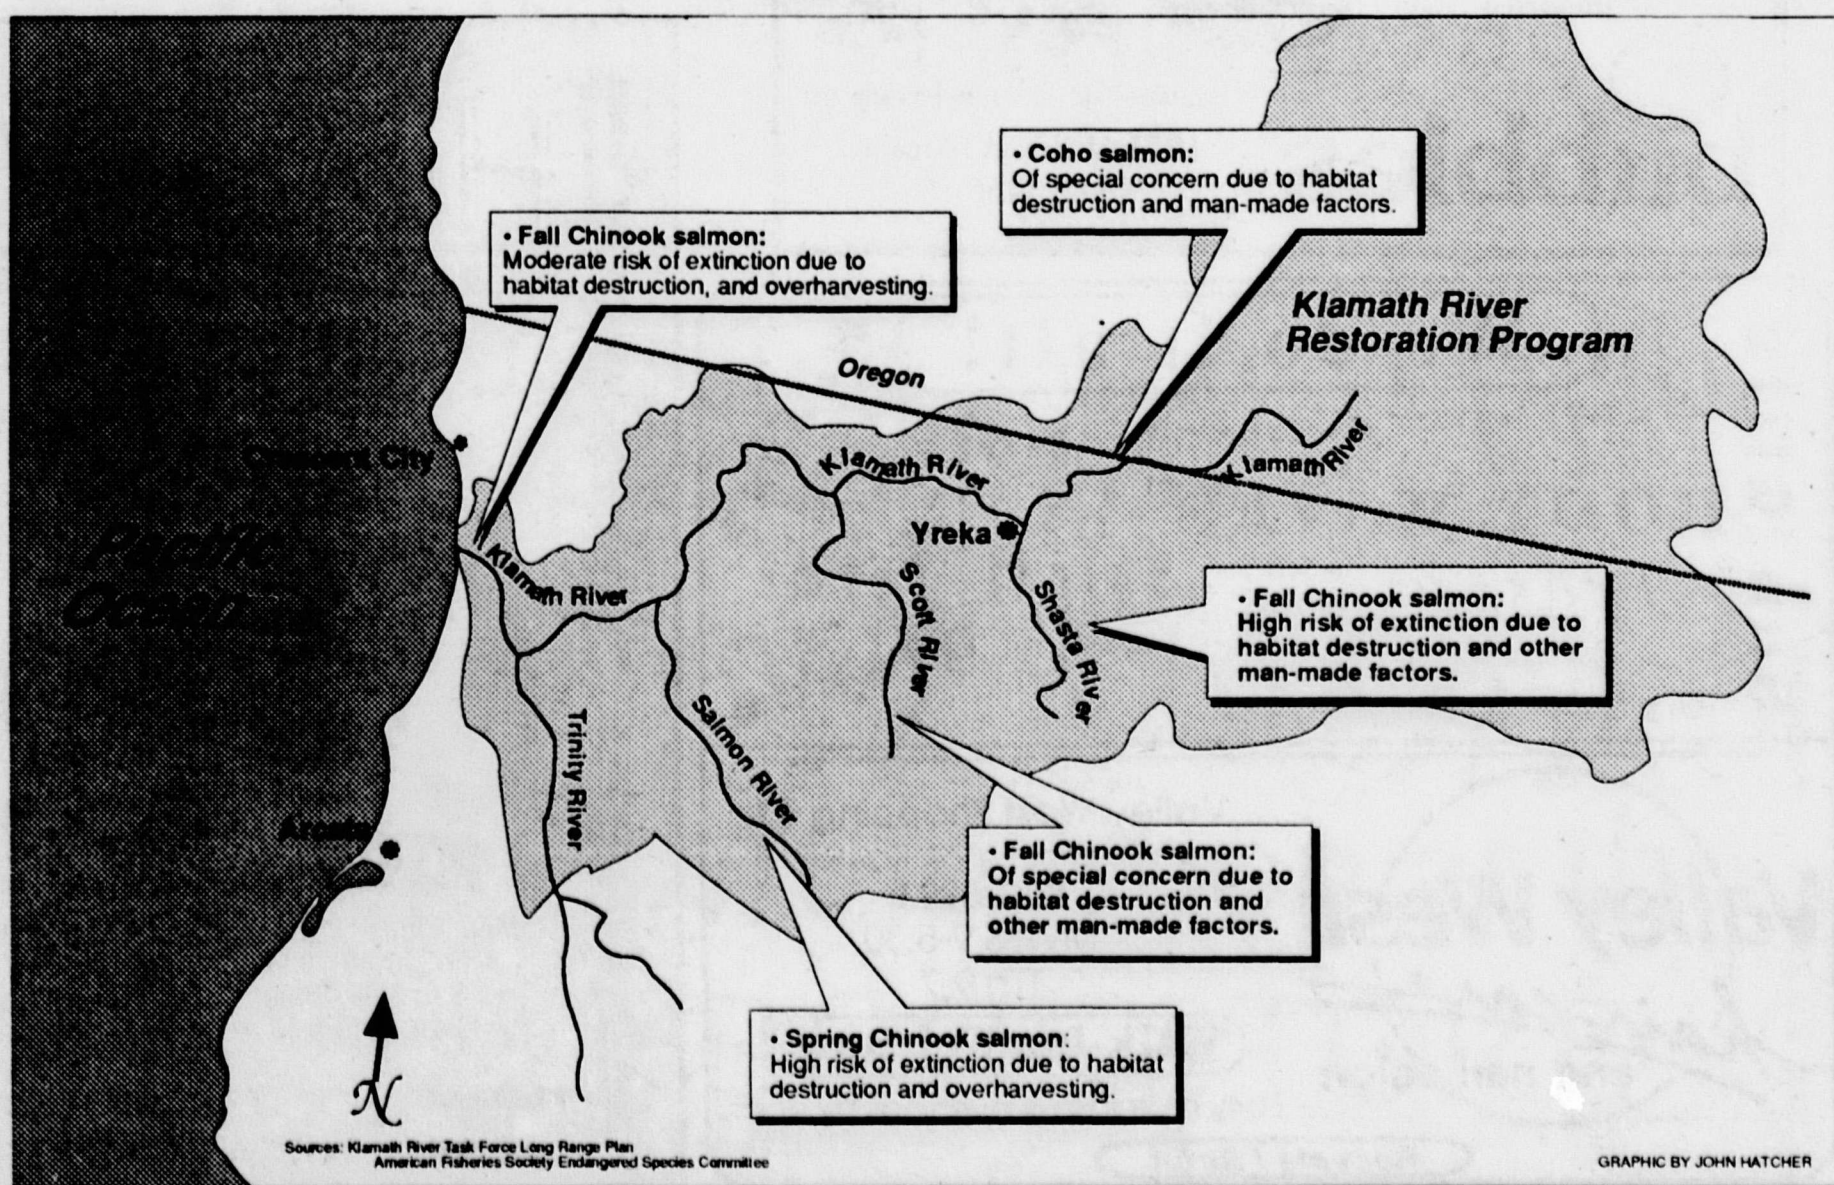 • Coho salmon:
Of special concern due to habitat
destruction and man-made factors.
• Fall Chinook salmon:
Moderate risk of extinction due to
habitat destruction, and overharvesting.
Klamath River
Restoration Program
Oregon
Crescent City
Klamath River
Klamath River
Yreka
Pacific
Ocean
Klamath River
Scott River
Shasta River
• Fall Chinook salmon:
High risk of extinction due to
habitat destruction and other
man-made factors.
Trinity River
Salmon River
Arcata
• Fall Chinook salmon:
Of special concern due to
habitat destruction and
other man-made factors.
• Spring Chinook salmon:
High risk of extinction due to habitat
destruction and overharvesting.
N
Sources: Klamath River Task Force Long Range Plan
American Fisheries Society Endangered Species Committee
GRAPHIC BY JOHN HATCHER